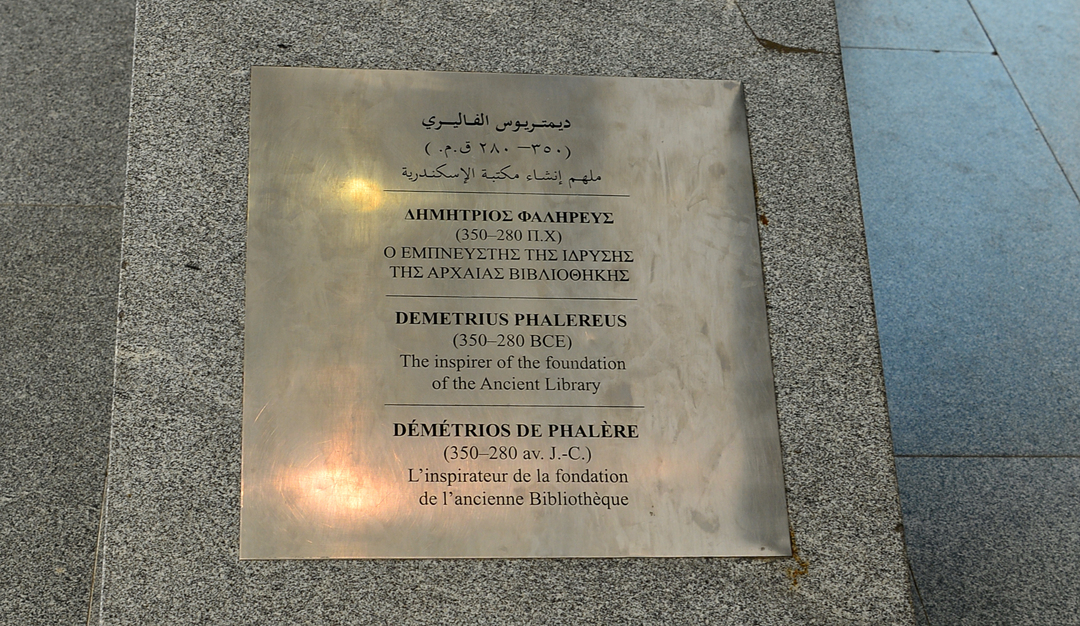 ديمتريوس الفاليري
(٣٥٠– ٢٨٠ ق.م. )
ملهم إنشاء مكتبة الإسكندرية
ΔΗΜΗΤΡΙΟΣ ΦΑΛΗΡΕΥΣ
(350–280 Π.Χ)
Ο ΕΜΠΝΕΥΣΤΗΣ ΤΗΣ ΙΔΡΥΣΗΣ
ΤΗΣ ΑΡΧΑΙΑΣ ΒΙΒΛΙΟΘΗΚΗΣ
DEMETRIUS PHALEREUS
(350–280 BCE)
The inspirer of the foundation
of the Ancient Library
DÉMÉTRIOS DE PHALÈRE
(350–280 av. J.-C.)
L’inspirateur de la fondation
de l’ancienne Bibliothèque